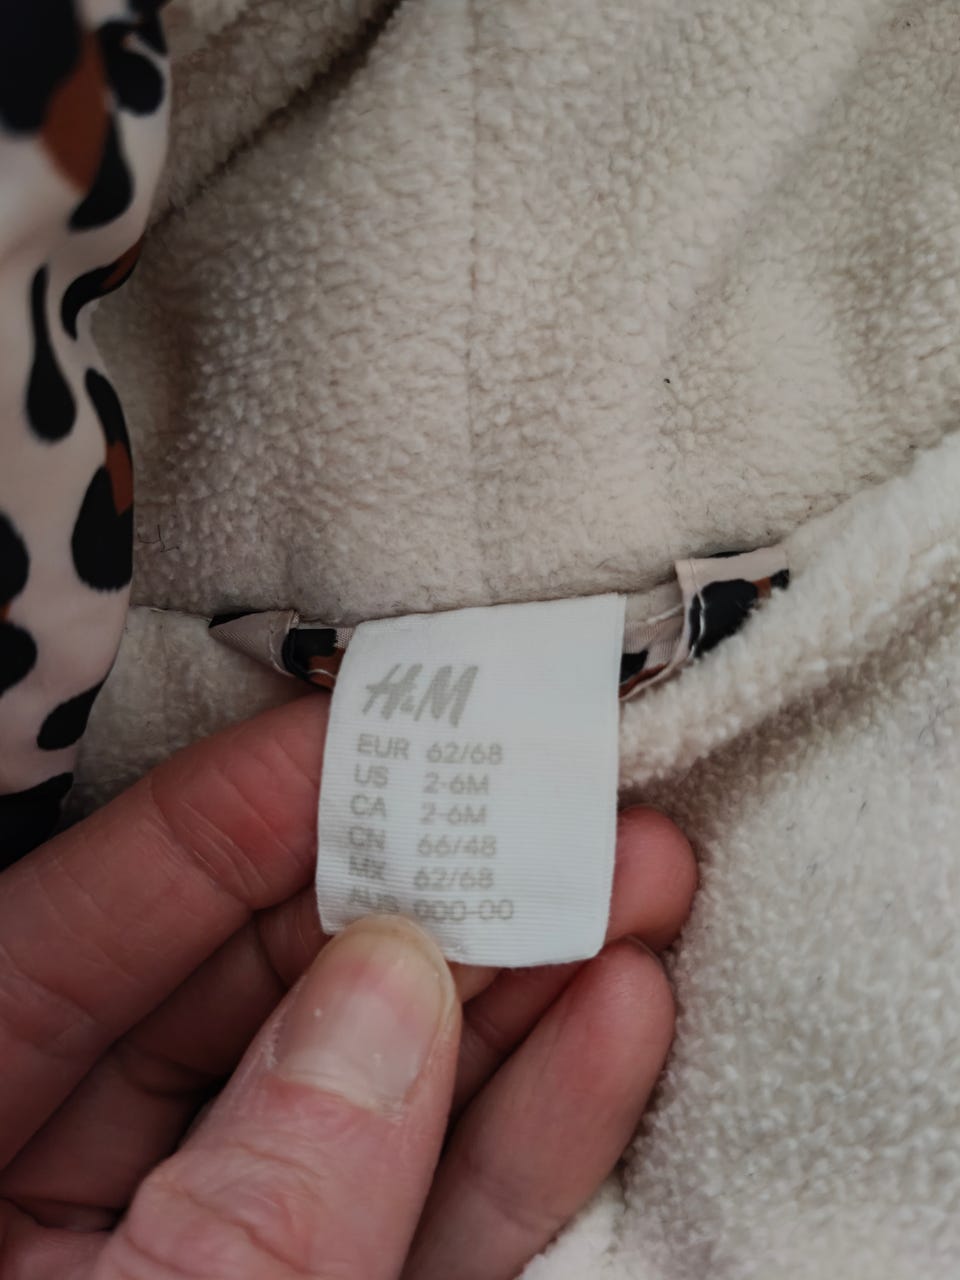 H&M
EUR 62/68
US 2-6M
CA 2-6M
CN 66/48
MX 62/68
AUS 000-00